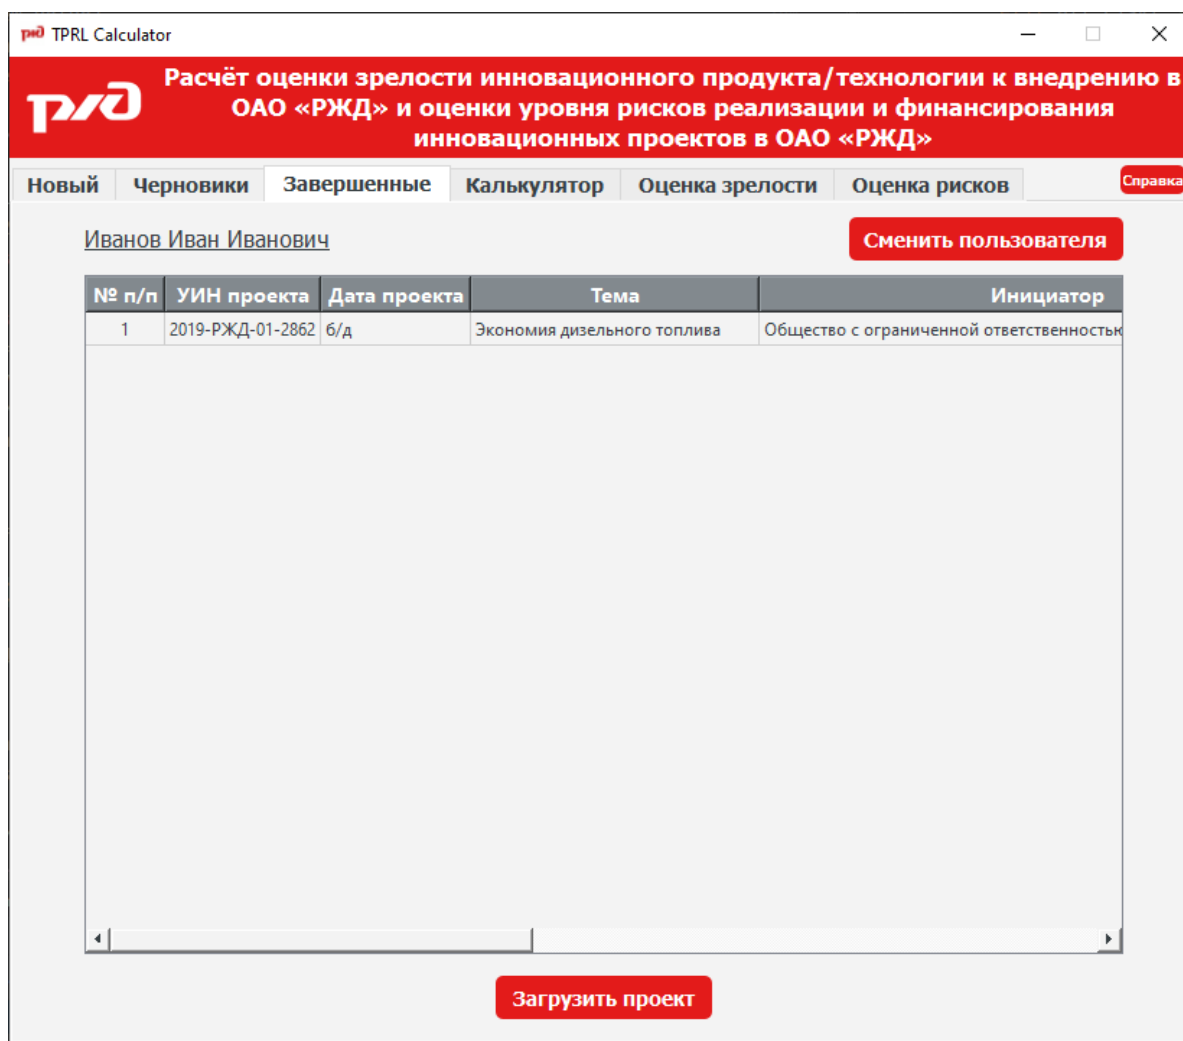 ржд TPRL Calculator
ржд
Расчёт оценки зрелости инновационного продукта/технологии к внедрению в
ОАО «РЖД» и оценки уровня рисков реализации и финансирования
инновационных проектов в ОАО «РЖД»
Новый Черновики Завершенные Калькулятор Оценка зрелости Оценка рисков Справка
Иванов Иван Иванович Сменить пользователя
№ п/п УИН проекта Дата проекта Тема Инициатор
1 2019-РЖД-01-2862 б/д Экономия дизельного топлива Общество с ограниченной ответственностью
Загрузить проект